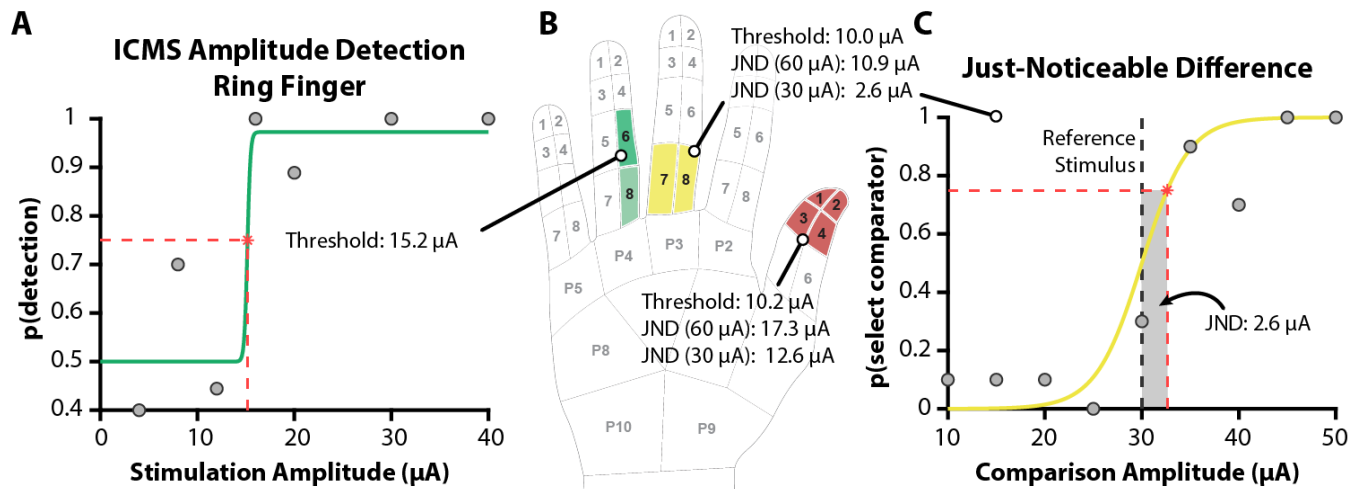 A
ICMS Amplitude Detection
Ring Finger
p(detection)
1
0.9
0.8
0.7
0.6
0.5
0.4
0 10 20 30 40
Stimulation Amplitude (μA)
Threshold: 15.2 μA
B
Threshold: 10.0 μA
JND (60 μA): 10.9 μA
JND (30 μA): 2.6 μA
1 2
3 4
7 8
1 2
3 4
5 6
7 8
1 2
3 4
5 6
7 8
1 2
3 4
5 6
7 8
1 2
3 4
6
P4 P3 P2
P5
P8
P10 P9
Threshold: 10.2 μA
JND (60 μA): 17.3 μA
JND (30 μA): 12.6 μA
C
Just-Noticeable Difference
p(select comparator)
1
0.8
0.6
0.4
0.2
0
Reference
Stimulus
JND: 2.6 μA
10 20 30 40 50
Comparison Amplitude (μA)